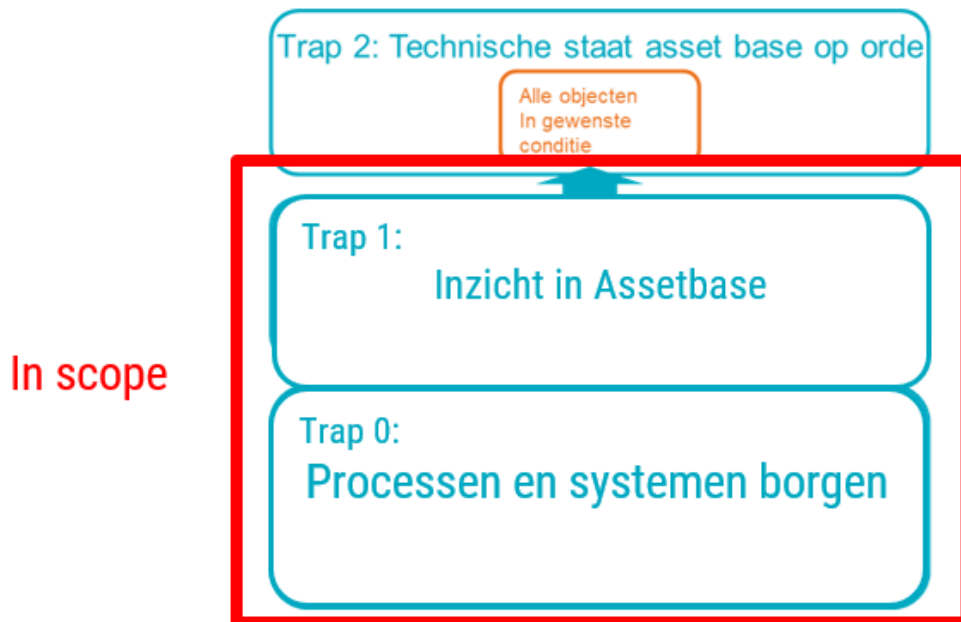 Trap 2: Technische staat asset base op orde
Alle objecten
In gewenste
conditie
Trap 1:
Inzicht in Assetbase
In scope
Trap 0:
Processen en systemen borgen